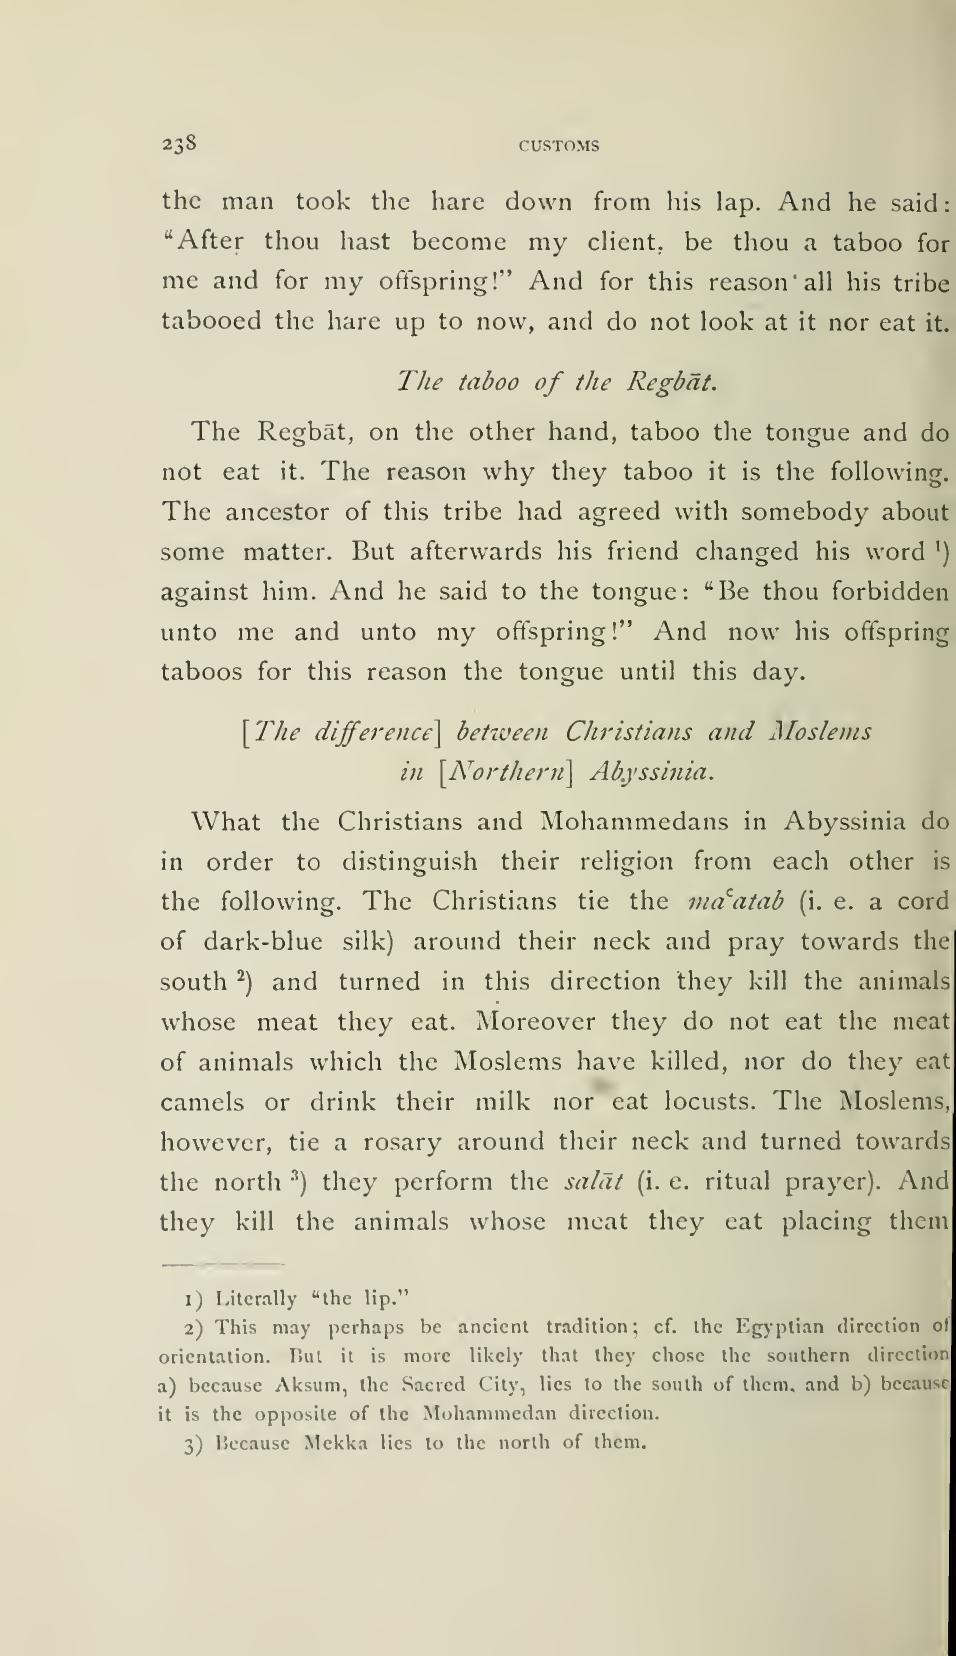 238 CUSTOMS
the man took the hare down from his lap. And he said:
“After thou hast become my client, be thou a taboo for
me and for my offspring!” And for this reason all his tribe
tabooed the hare up to now, and do not look at it nor eat it.
The taboo of the Regbāt.
The Regbāt, on the other hand, taboo the tongue and do
not eat it. The reason why they taboo it is the following.
The ancestor of this tribe had agreed with somebody about
some matter. But afterwards his friend changed his word ¹)
against him. And he said to the tongue: “Be thou forbidden
unto me and unto my offspring!” And now his offspring
taboos for this reason the tongue until this day.
[The difference] between Christians and Moslems
in [Northern] Abyssinia.
What the Christians and Mohammedans in Abyssinia do
in order to distinguish their religion from each other is
the following. The Christians tie the maʿatab (i. e. a cord
of dark-blue silk) around their neck and pray towards the
south ²) and turned in this direction they kill the animals
whose meat they eat. Moreover they do not eat the meat
of animals which the Moslems have killed, nor do they eat
camels or drink their milk nor eat locusts. The Moslems,
however, tie a rosary around their neck and turned towards
the north ³) they perform the salāt (i. e. ritual prayer). And
they kill the animals whose meat they eat placing them
1) Literally “the lip.”
2) This may perhaps be ancient tradition; cf. the Egyptian direction of
orientation. But it is more likely that they chose the southern direction
a) because Aksum, the Sacred City, lies to the south of them, and b) because
it is the opposite of the Mohammedan direction.
3) Because Mekka lies to the north of them.